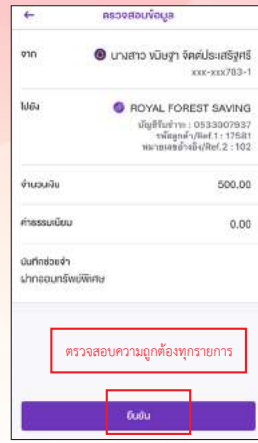 ตรวจสอบข้อมูล
จาก
นางสาว ขนิษฐา จิตต์ประเสริฐศรี
xxx-xxx783-1
ไปยัง
ROYAL FOREST SAVING
บัญชีรับชำระ : 0533007937
รหัสลูกค้า/Ref.1 : 17581
หมายเลขอ้างอิง/Ref.2 : 102
จำนวนเงิน
500.00
ค่าธรรมเนียม
0.00
บันทึกช่วยจำ
ฝากออมทรัพย์พิเศษ
ตรวจสอบความถูกต้องทุกรายการ
ยืนยัน